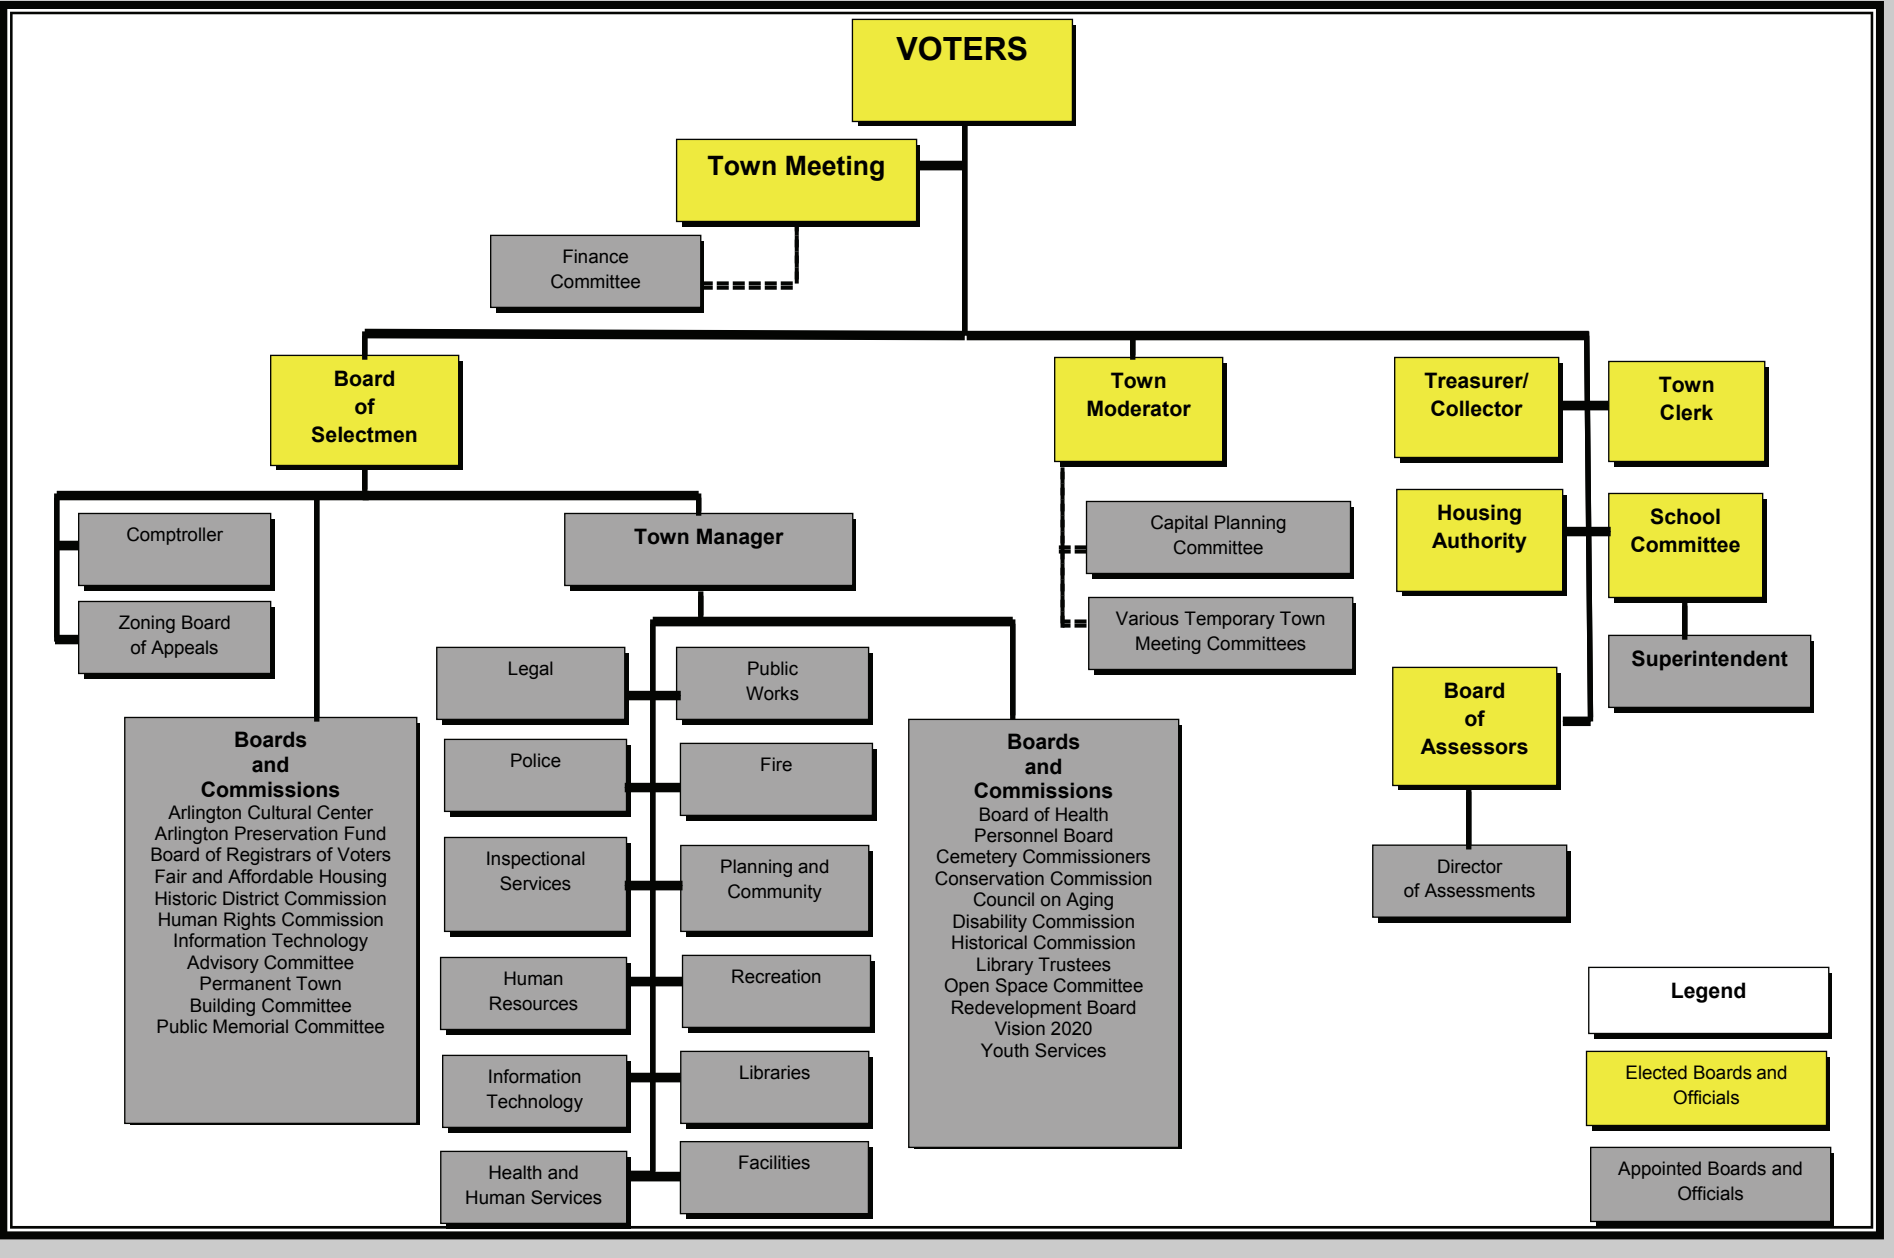 VOTERS
Town Meeting
Finance
Committee
Board
of
Selectmen
Town
Moderator
Treasurer/
Collector
Town
Clerk
Comptroller
Zoning Board
of Appeals
Town Manager
Capital Planning
Committee
Various Temporary Town
Meeting Committees
Housing
Authority
School
Committee
Superintendent
Board
of
Assessors
Director
of Assessments
Boards
and
Commissions
Arlington Cultural Center
Arlington Preservation Fund
Board of Registrars of Voters
Fair and Affordable Housing
Historic District Commission
Human Rights Commission
Information Technology
Advisory Committee
Permanent Town
Building Committee
Public Memorial Committee
Legal
Public
Works
Police
Fire
Inspectional
Services
Planning and
Community
Human
Resources
Recreation
Information
Technology
Libraries
Health and
Human Services
Facilities
Boards
and
Commissions
Board of Health
Personnel Board
Cemetery Commissioners
Conservation Commission
Council on Aging
Disability Commission
Historical Commission
Library Trustees
Open Space Committee
Redevelopment Board
Vision 2020
Youth Services
Legend
Elected Boards and
Officials
Appointed Boards and
Officials